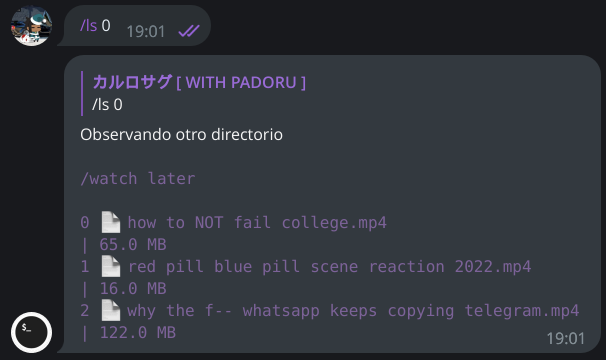 /ls 0
19:01
カルロサグ [ WITH PADORU ]
/ls 0
Observando otro directorio
/watch later
0 📄 how to NOT fail college.mp4
| 65.0 MB
1 📄 red pill blue pill scene reaction 2022.mp4
| 16.0 MB
2 📄 why the f-- whatsapp keeps copying telegram.mp4
| 122.0 MB
19:01
$_